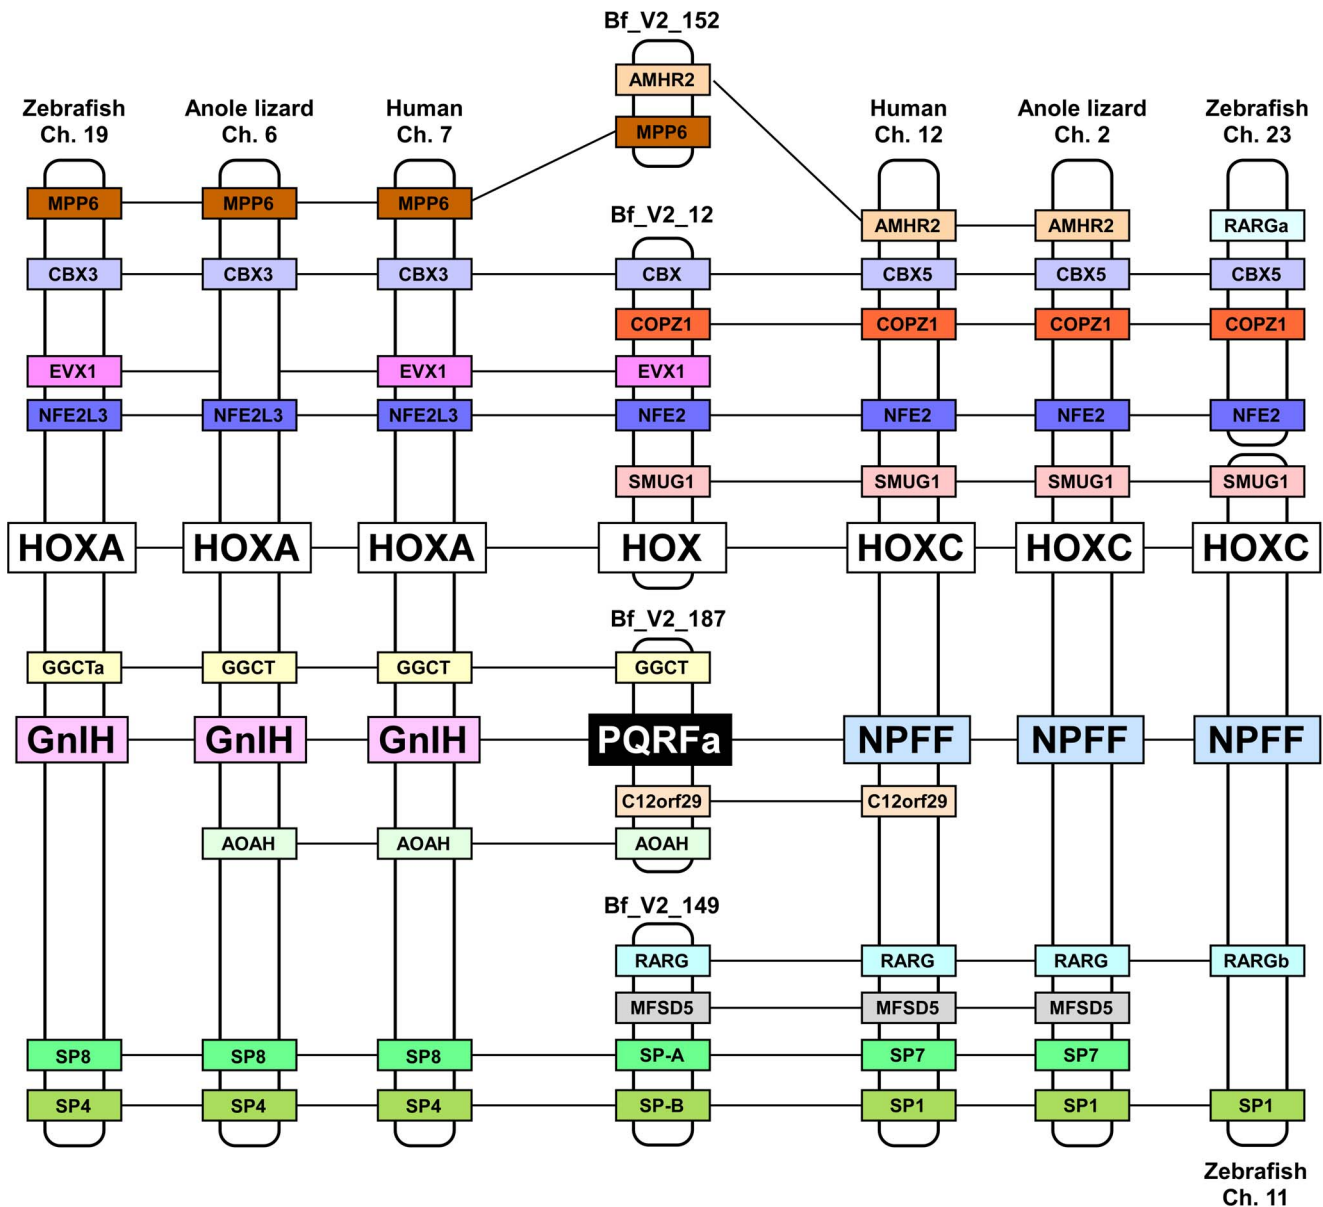 Bf_V2_152
AMHR2
MPP6
Zebrafish Ch. 19
Anole lizard Ch. 6
Human Ch. 7
Human Ch. 12
Anole lizard Ch. 2
Zebrafish Ch. 23
MPP6 MPP6 MPP6
Bf_V2_12
AMHR2 AMHR2 RARGa
CBX3 CBX3 CBX3 CBX CBX5 CBX5 CBX5
COPZ1 COPZ1 COPZ1 COPZ1
EVX1 EVX1 EVX1
NFE2L3 NFE2L3 NFE2L3 NFE2 NFE2 NFE2 NFE2
SMUG1 SMUG1 SMUG1 SMUG1
HOXA HOXA HOXA HOX HOXC HOXC HOXC
Bf_V2_187
GGCTa GGCT GGCT GGCT
GnIH GnIH GnIH PQRFa NPFF NPFF NPFF
C12orf29 C12orf29
AOAH AOAH AOAH
Bf_V2_149
RARG RARG RARG RARGb
MFSD5 MFSD5 MFSD5
SP8 SP8 SP8 SP-A SP7 SP7
SP4 SP4 SP4 SP-B SP1 SP1 SP1
Zebrafish
Ch. 11